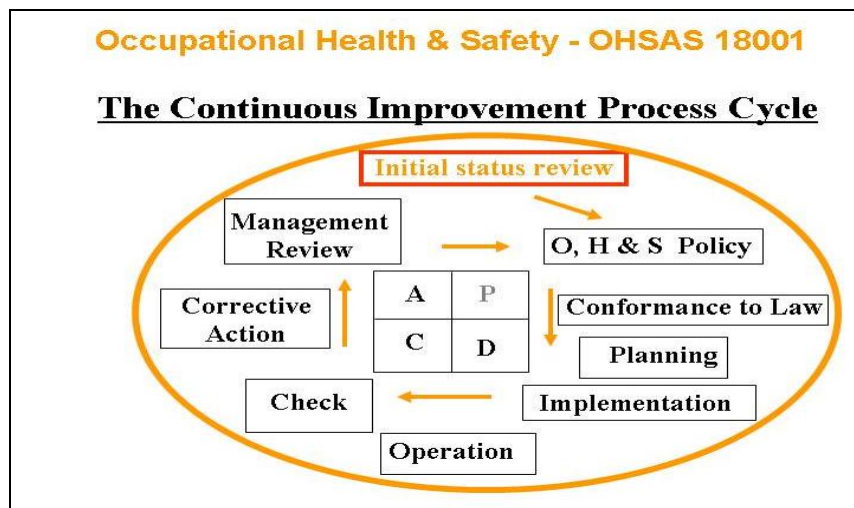 Occupational Health & Safety - OHSAS 18001
The Continuous Improvement Process Cycle
Initial status review
Management
Review
O, H & S Policy
A
P
Corrective
Action
Conformance to Law
C
D
Planning
Check
Implementation
Operation